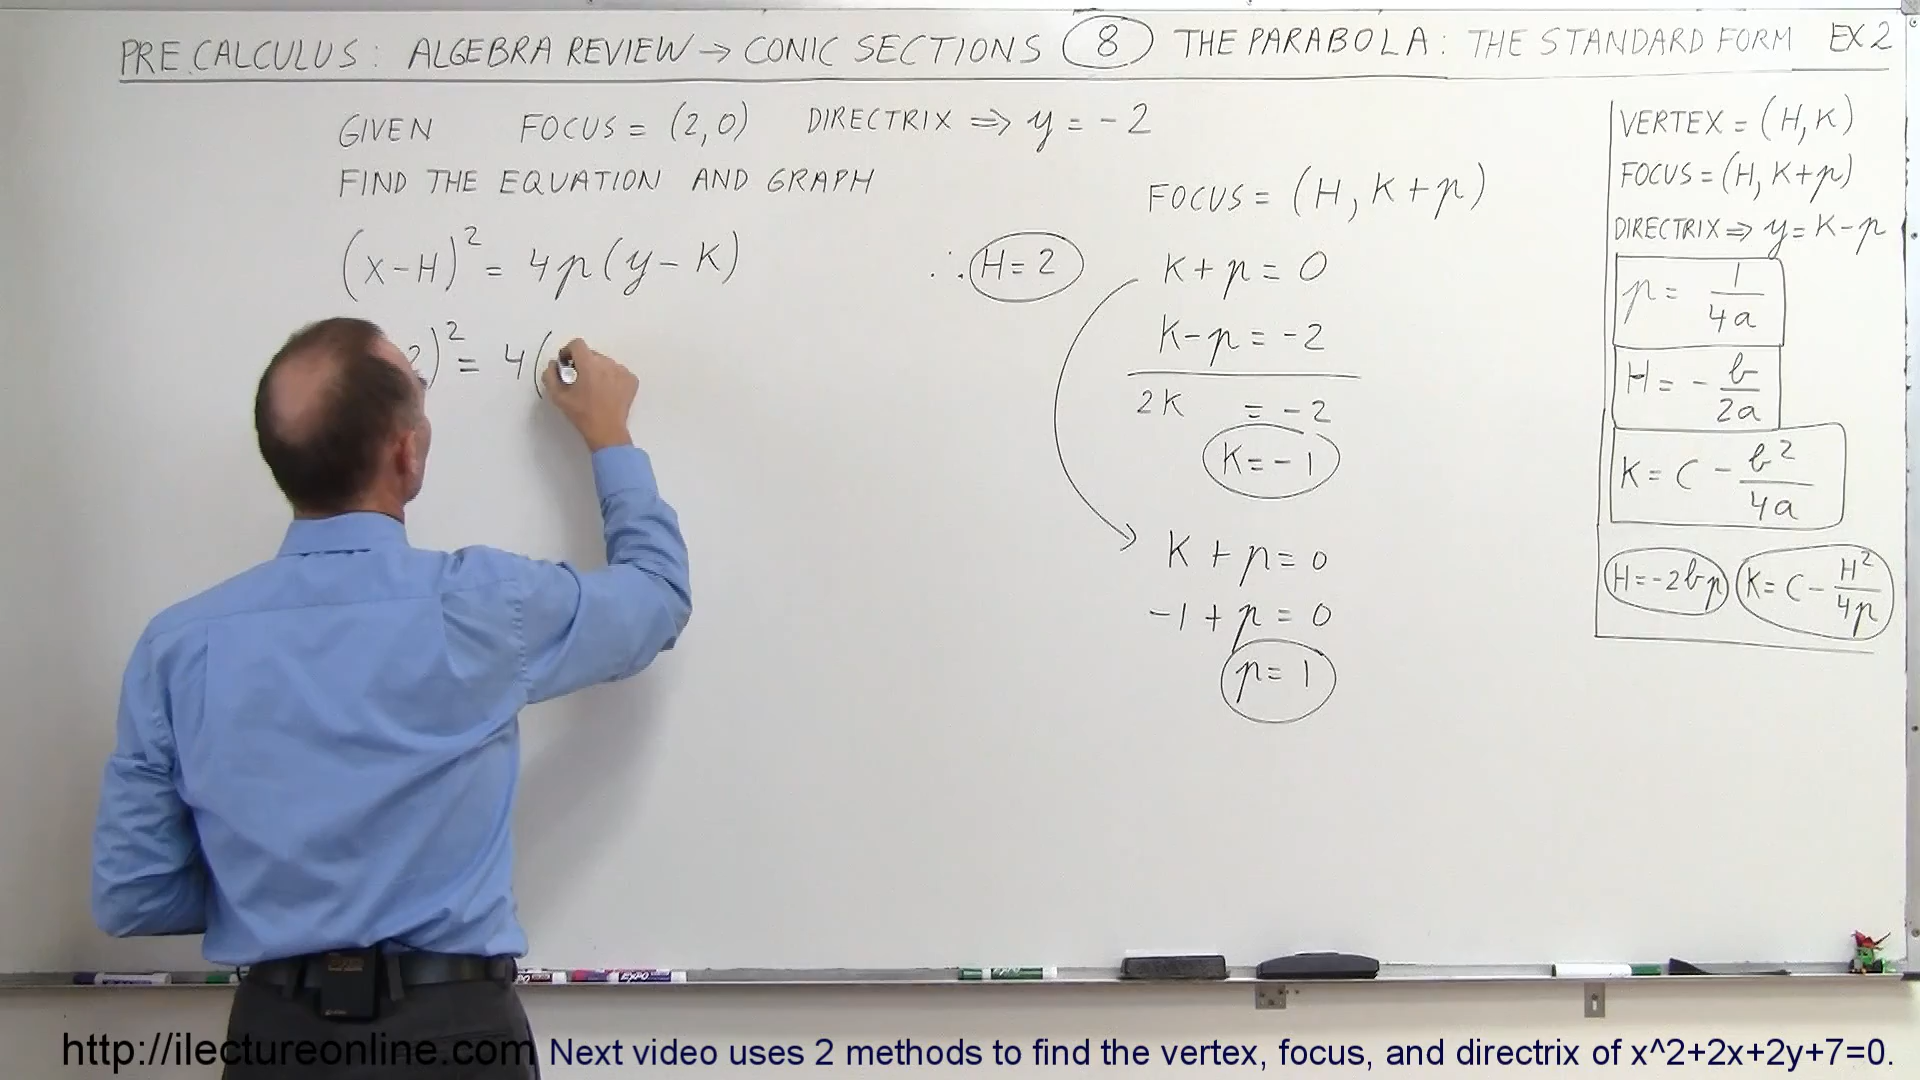 PRE CALCULUS: ALGEBRA REVIEW → CONIC SECTIONS 8 THE PARABOLA: THE STANDARD FORM EX 2
GIVEN FOCUS = (2,0) DIRECTRIX ⇒ y = -2
FIND THE EQUATION AND GRAPH
(X-H)² = 4p(y-K)
2)² = 4(
FOCUS = (H, K+p)
∴ H=2
K+p = 0
K-p = -2
2K = -2
K = -1
K + p = 0
-1 + p = 0
p = 1
VERTEX = (H,K)
FOCUS = (H, K+p)
DIRECTRIX ⇒ y = K-p
p = 1/4a
H = - b/2a
K = C - b²/4a
H = -2bp K = C - H²/4p
EXPO
http://ilectureonline.com Next video uses 2 methods to find the vertex, focus, and directrix of x^2+2x+2y+7=0.